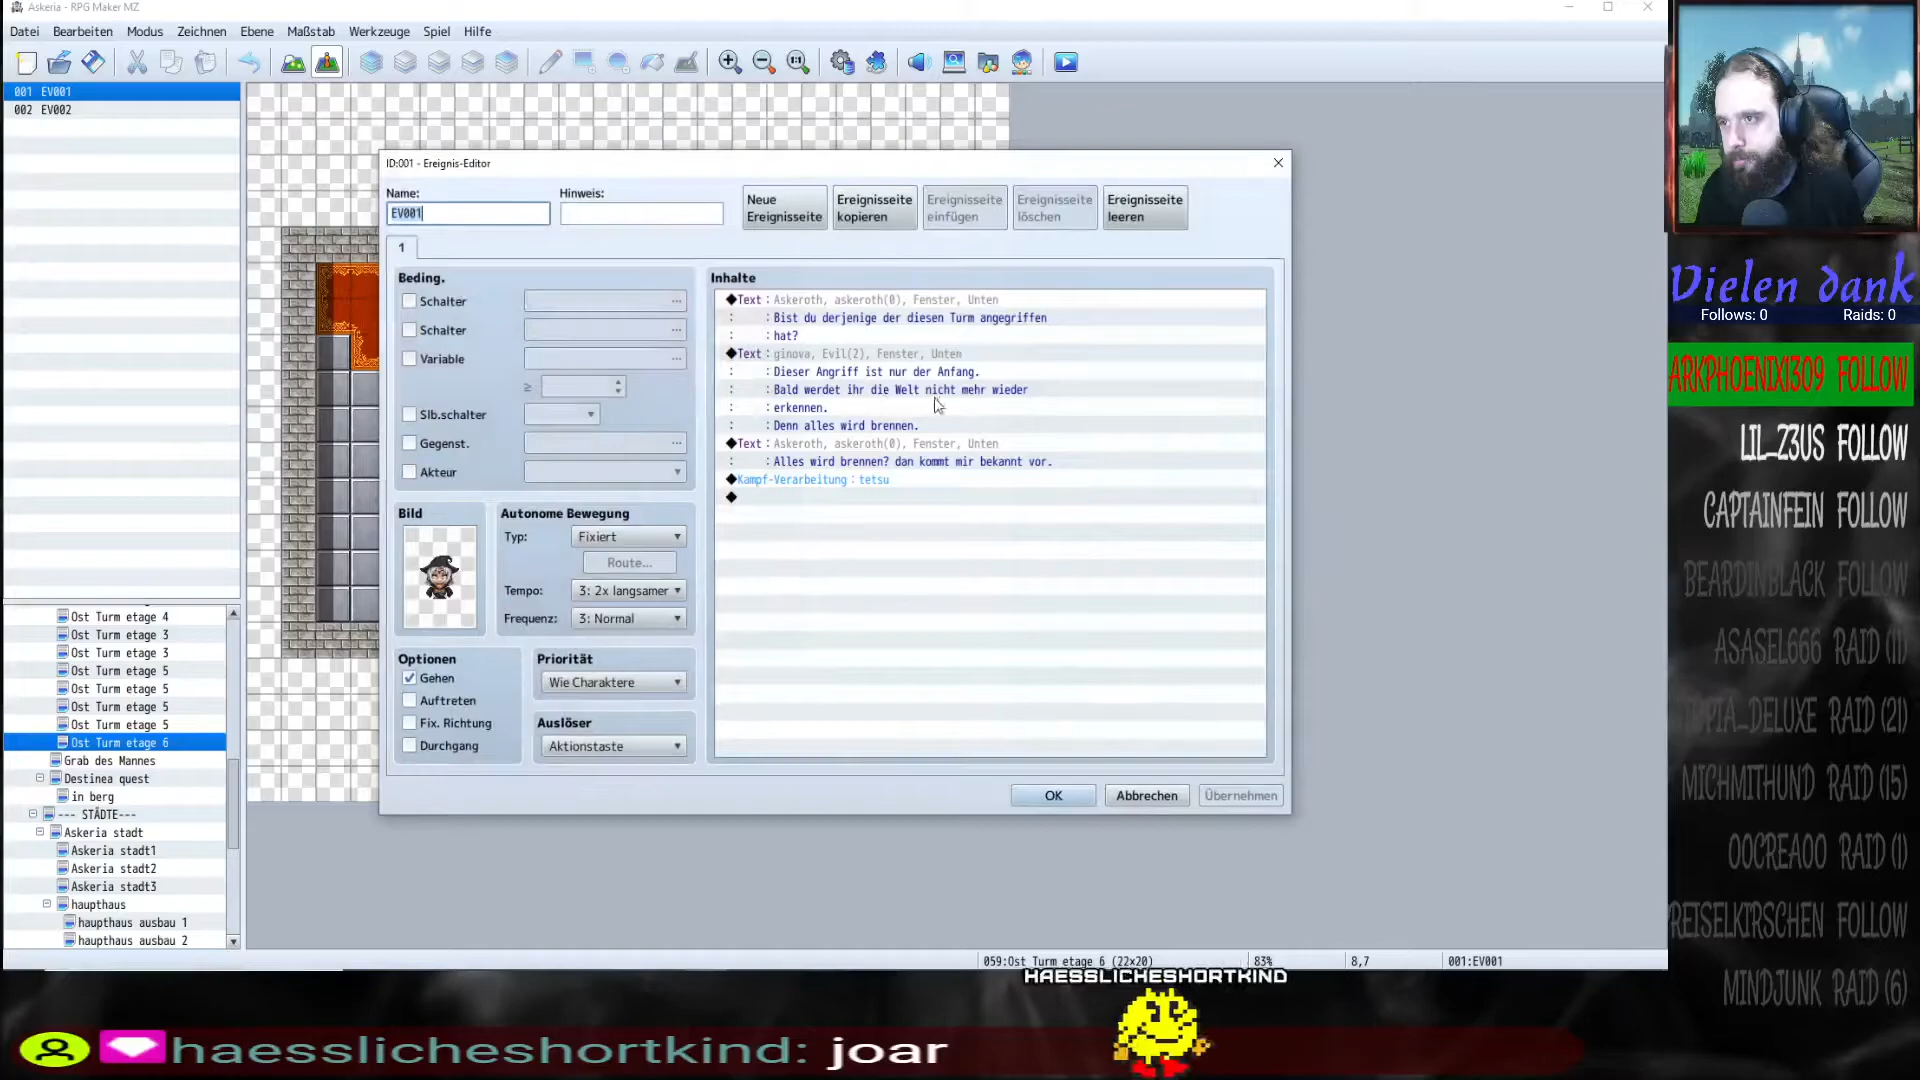 Askeria - RPG Maker MZ
Datei Bearbeiten Modus Zeichnen Ebene Maßstab Werkzeuge Spiel Hilfe
1:1
001 EV001
002 EV002
ID:001 - Ereignis-Editor
Name:
Hinweis:
EV001
Neue Ereignisseite
Ereignisseite kopieren
Ereignisseite einfügen
Ereignisseite löschen
Ereignisseite leeren
1
Beding.
Schalter
...
Schalter
...
Variable
...
≥
Slb.schalter
Gegenst.
...
Akteur
Bild
Autonome Bewegung
Typ: Fixiert
Route...
Tempo: 3: 2x langsamer
Frequenz: 3: Normal
Optionen
Gehen
Auftreten
Fix. Richtung
Durchgang
Priorität
Wie Charaktere
Auslöser
Aktionstaste
Inhalte
◆Text : Askeroth, askeroth(0), Fenster, Unten
: : Bist du derjenige der diesen Turm angegriffen
: : hat?
◆Text : ginova, Evil(2), Fenster, Unten
: : Dieser Angriff ist nur der Anfang.
: : Bald werdet ihr die Welt nicht mehr wieder
: : erkennen.
: : Denn alles wird brennen.
◆Text : Askeroth, askeroth(0), Fenster, Unten
: : Alles wird brennen? dan kommt mir bekannt vor.
◆Kampf-Verarbeitung : tetsu
◆
OK
Abbrechen
Übernehmen
Ost Turm etage 4
Ost Turm etage 3
Ost Turm etage 3
Ost Turm etage 5
Ost Turm etage 5
Ost Turm etage 5
Ost Turm etage 5
Ost Turm etage 6
Grab des Mannes
Destinea quest
in berg
--- STÄDTE---
Askeria stadt
Askeria stadt1
Askeria stadt2
Askeria stadt3
haupthaus
haupthaus ausbau 1
haupthaus ausbau 2
059:Ost Turm etage 6 (22x20)
83%
8,7
001:EV001
Vielen dank
Follows: 0 Raids: 0
ARKPHOENIX1309 FOLLOW
LIL_Z3US FOLLOW
CAPTAINFEIN FOLLOW
BEARDINBLACK FOLLOW
ASASEL666 RAID (11)
TOPIA_DELUXE RAID (21)
MICHMITHUND RAID (15)
OOCREAOO RAID (1)
REISELKIRSCHEN FOLLOW
MINDJUNK RAID (6)
HAESSLICHESHORTKIND
haesslicheshortkind: joar